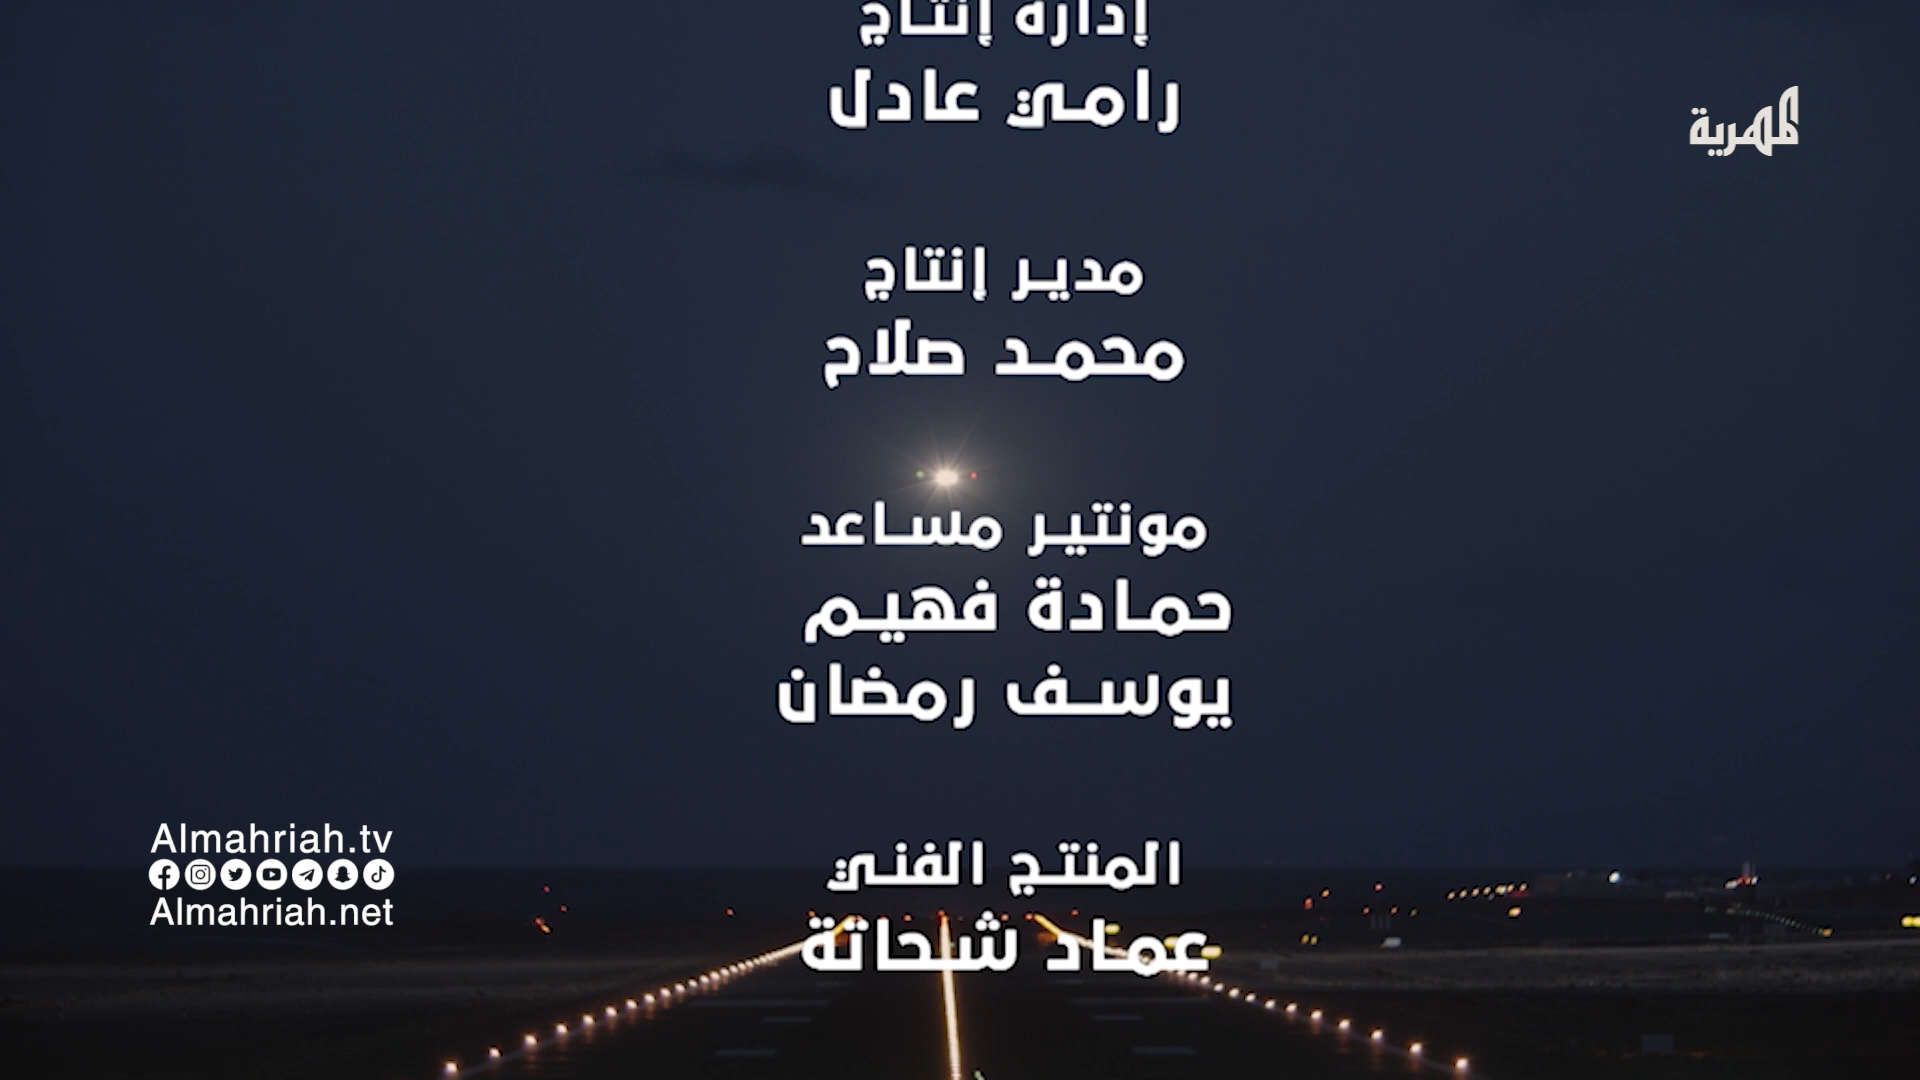 إدارة إنتاج
رامي عادل
المهرية
مدير إنتاج
محمد صلاح
مونتير مساعد
حمادة فهيم
يوسف رمضان
Almahriah.tv
Almahriah.net
المنتج الفني
عماد شحاتة